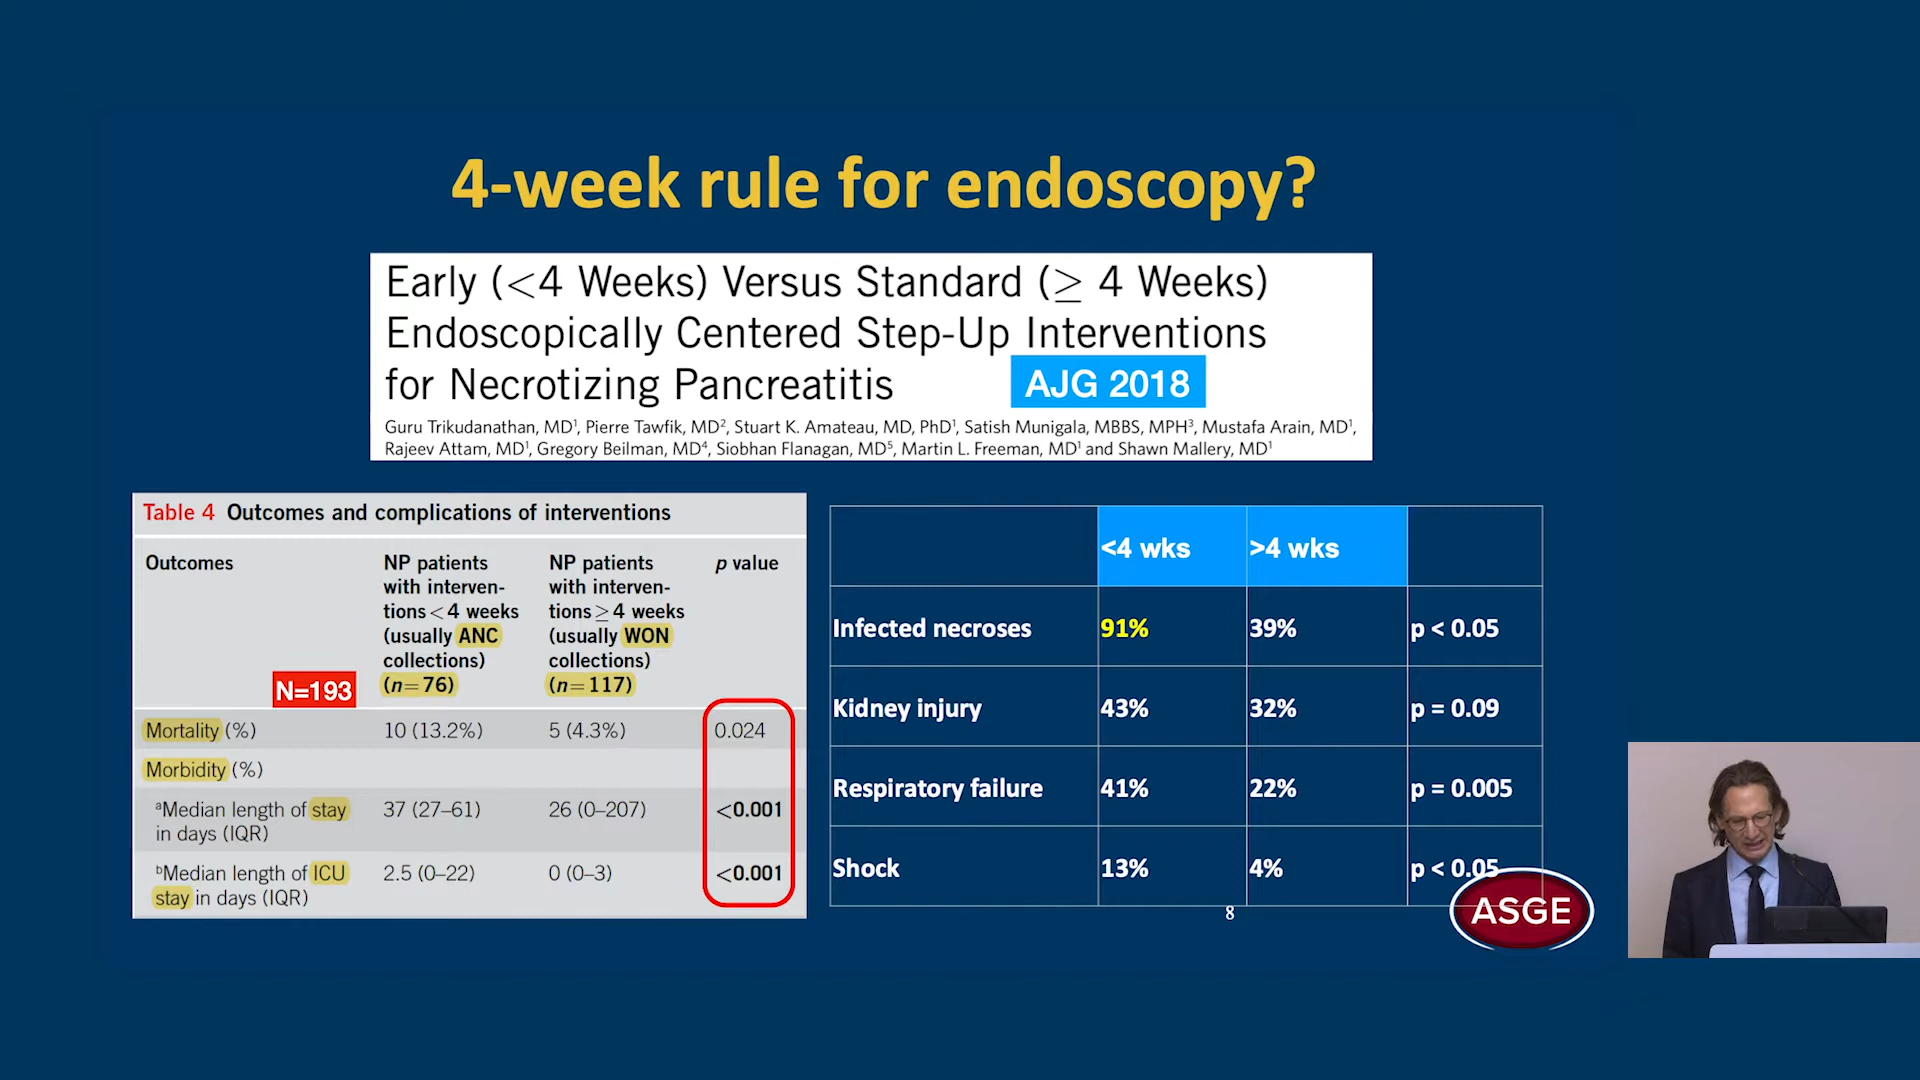 4-week rule for endoscopy?
Early (<4 Weeks) Versus Standard (≥ 4 Weeks)
Endoscopically Centered Step-Up Interventions
for Necrotizing Pancreatitis
AJG 2018
Guru Trikudanathan, MD¹, Pierre Tawfik, MD², Stuart K. Amateau, MD, PhD¹, Satish Munigala, MBBS, MPH³, Mustafa Arain, MD¹,
Rajeev Attam, MD¹, Gregory Beilman, MD⁴, Siobhan Flanagan, MD⁵, Martin L. Freeman, MD¹ and Shawn Mallery, MD¹
Table 4 Outcomes and complications of interventions
Outcomes
NP patients
with interven-
tions < 4 weeks
(usually ANC
collections)
(n=76)
NP patients
with interven-
tions ≥ 4 weeks
(usually WON
collections)
(n=117)
p value
N=193
Mortality (%) 10 (13.2%) 5 (4.3%) 0.024
Morbidity (%)
ᵃMedian length of stay 37 (27–61) 26 (0–207) <0.001
in days (IQR)
ᵇMedian length of ICU 2.5 (0–22) 0 (0–3) <0.001
stay in days (IQR)
<4 wks >4 wks
Infected necroses 91% 39% p < 0.05
Kidney injury 43% 32% p = 0.09
Respiratory failure 41% 22% p = 0.005
Shock 13% 4% p < 0.05
8
ASGE